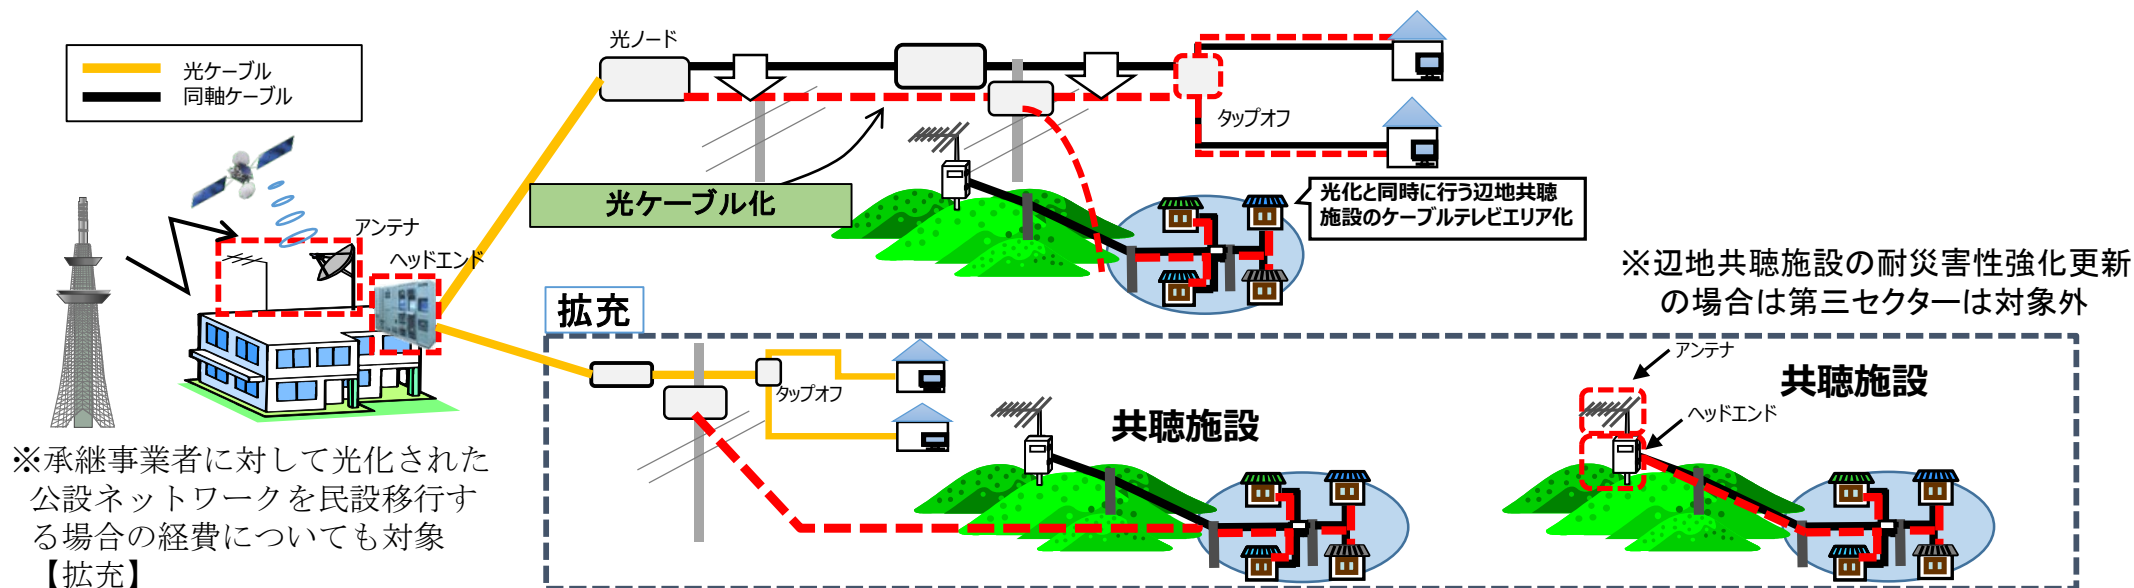 光ケーブル
同軸ケーブル
光ノード
タップオフ
アンテナ
ヘッドエンド
光ケーブル化
光化と同時に行う辺地共聴
施設のケーブルテレビエリア化
※辺地共聴施設の耐災害性強化更新
の場合は第三セクターは対象外
拡充
タップオフ
共聴施設
アンテナ
ヘッドエンド
共聴施設
※承継事業者に対して光化された
公設ネットワークを民設移行す
る場合の経費についても対象
【拡充】